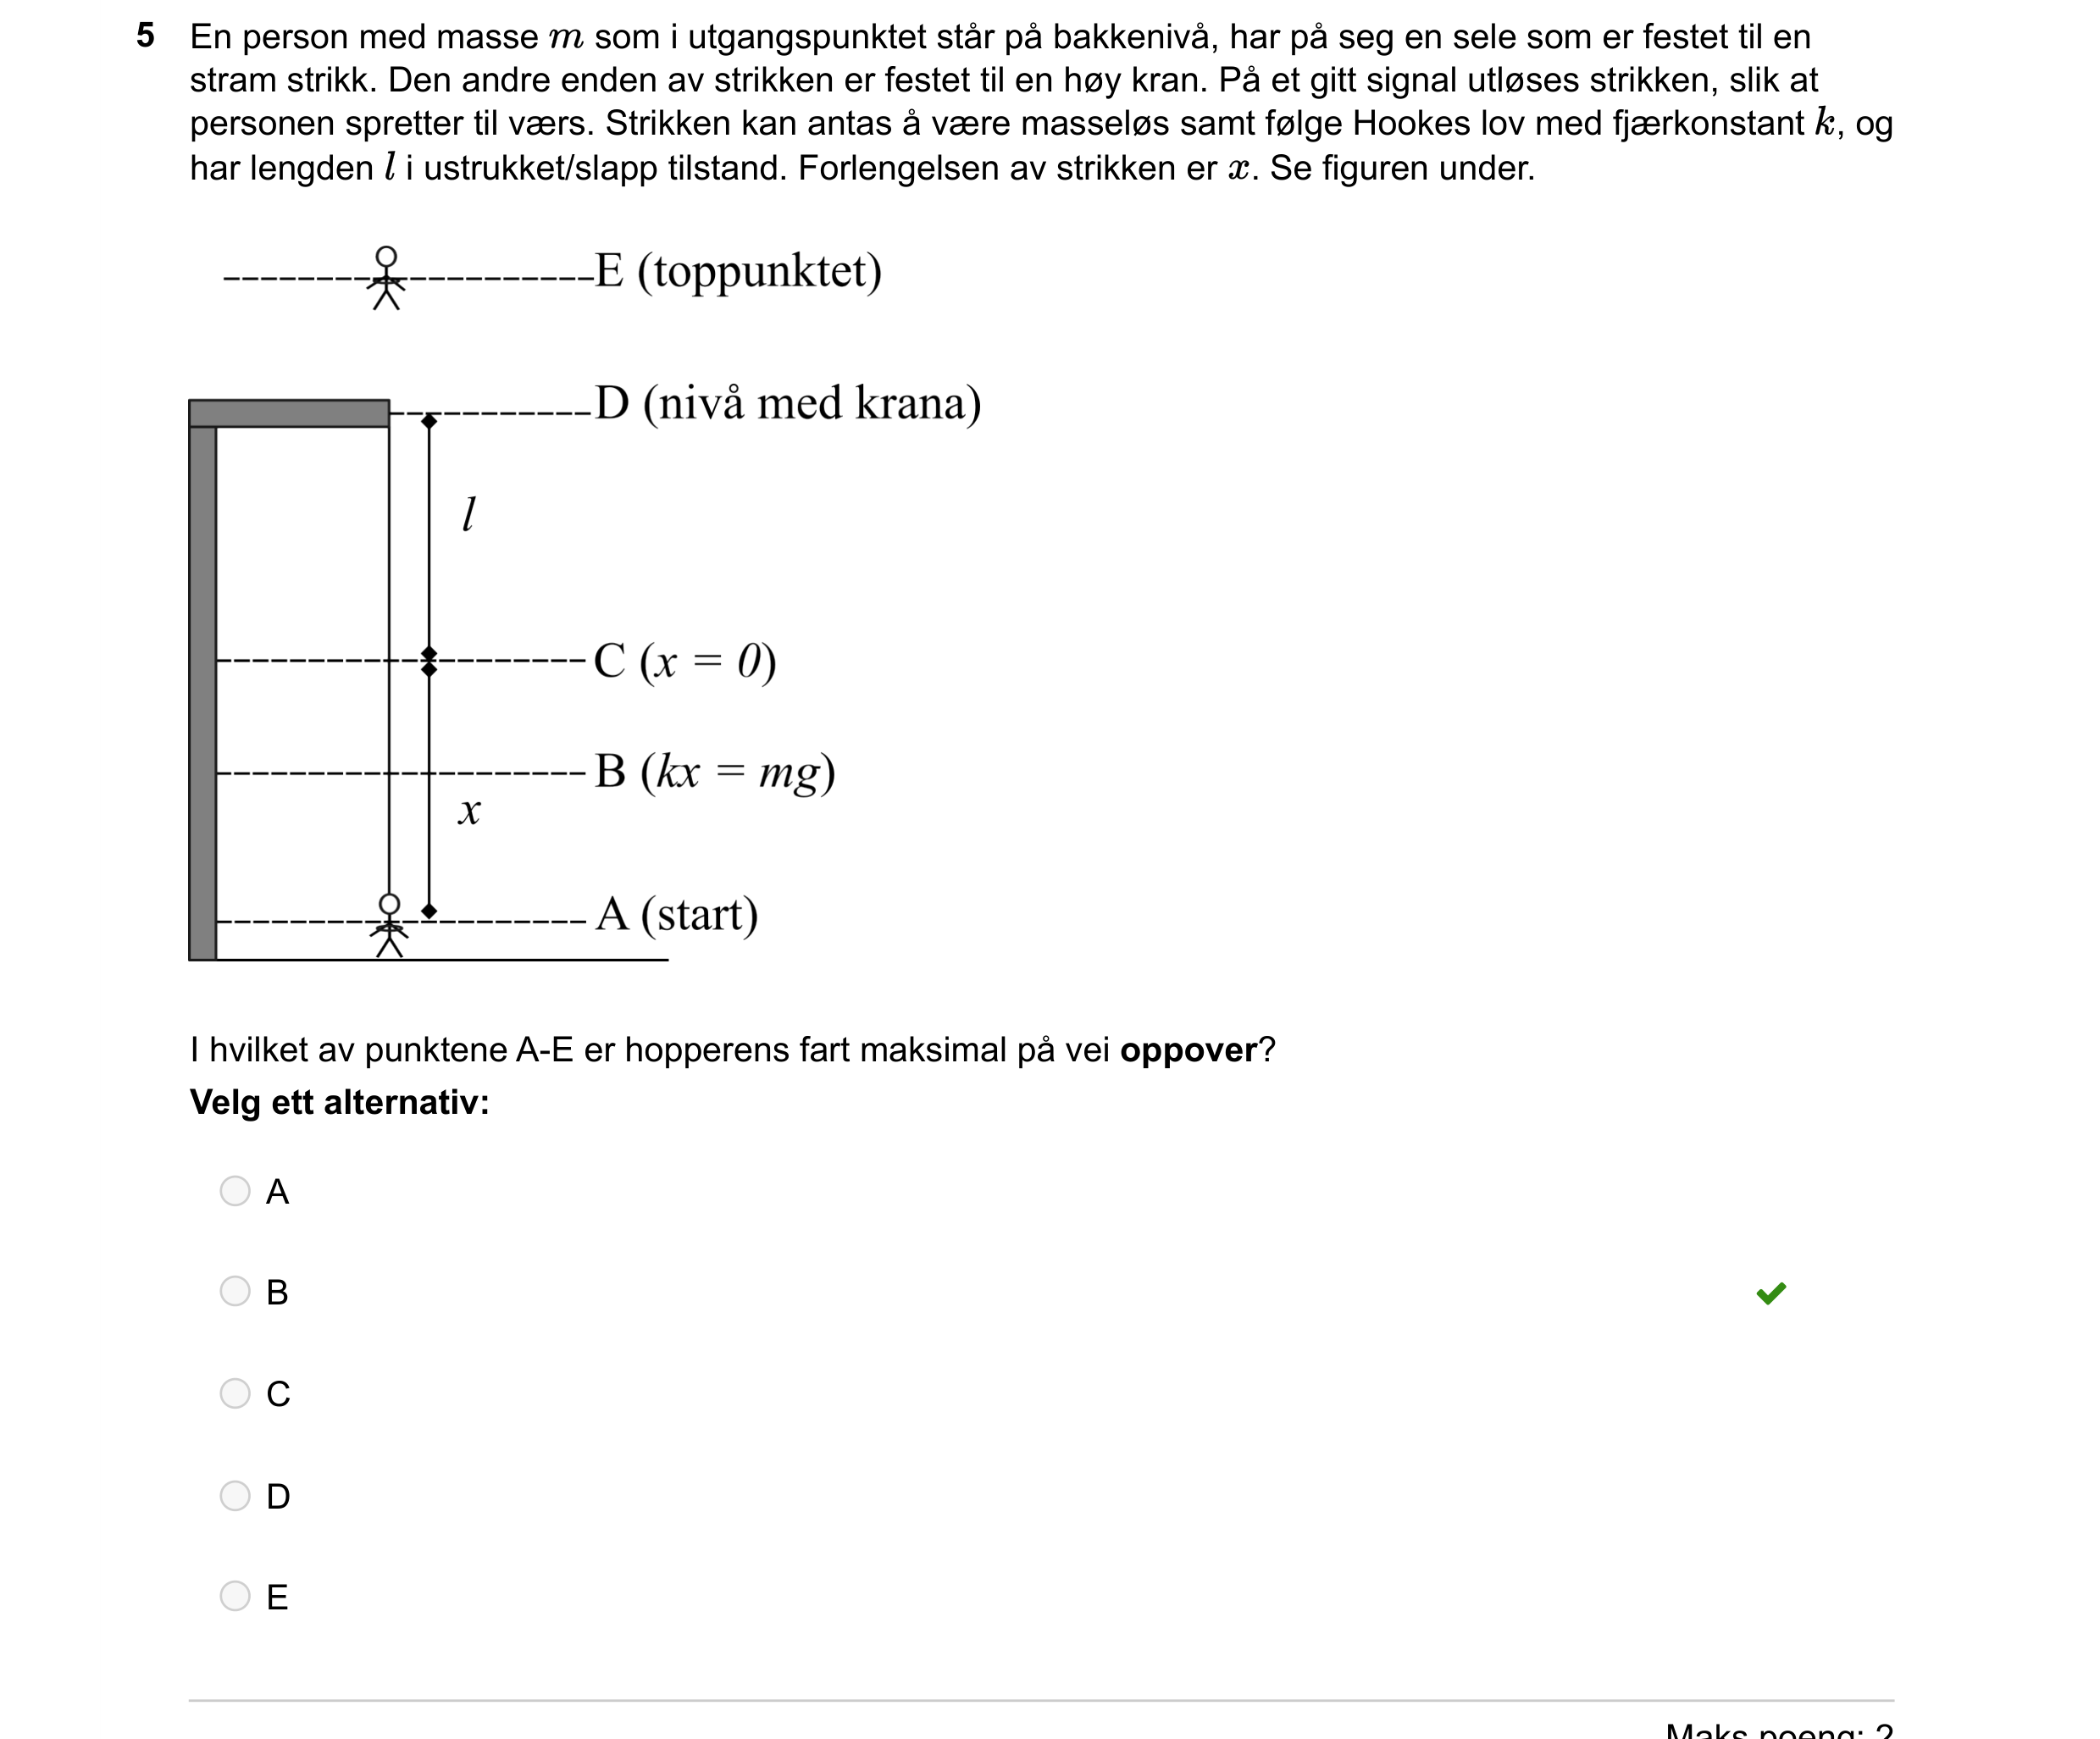 5 En person med masse m som i utgangspunktet står på bakkenivå, har på seg en sele som er festet til en
stram strikk. Den andre enden av strikken er festet til en høy kran. På et gitt signal utløses strikken, slik at
personen spretter til værs. Strikken kan antas å være masseløs samt følge Hookes lov med fjærkonstant k, og
har lengden l i ustrukket/slapp tilstand. Forlengelsen av strikken er x. Se figuren under.
E (toppunktet)
D (nivå med krana)
l
C (x = 0)
B (kx = mg)
x
A (start)
I hvilket av punktene A-E er hopperens fart maksimal på vei oppover?
Velg ett alternativ:
A
B
C
D
E
Maks poeng: 2